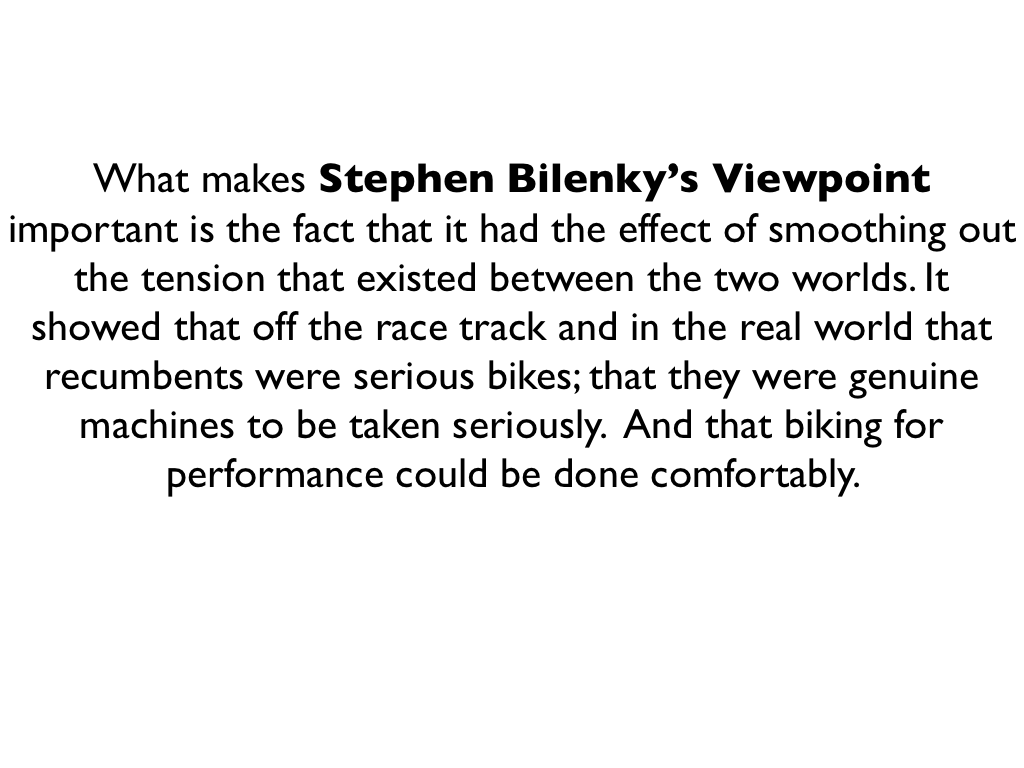 What makes Stephen Bilenky’s Viewpoint
important is the fact that it had the effect of smoothing out
the tension that existed between the two worlds. It
showed that off the race track and in the real world that
recumbents were serious bikes; that they were genuine
machines to be taken seriously.  And that biking for
performance could be done comfortably.